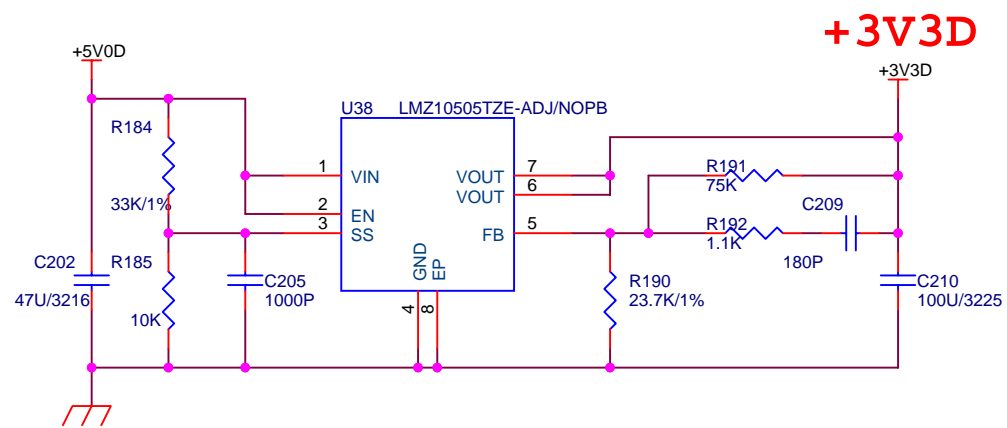 +3V3D
+5V0D
+3V3D
U38 LMZ10505TZE-ADJ/NOPB
R184
33K/1%
1
VIN
2
EN
3
SS
VOUT
7
VOUT
6
FB
5
GND
EP
4
8
R191
75K
R192
1.1K
C209
180P
C202
47U/3216
R185
10K
C205
1000P
R190
23.7K/1%
C210
100U/3225